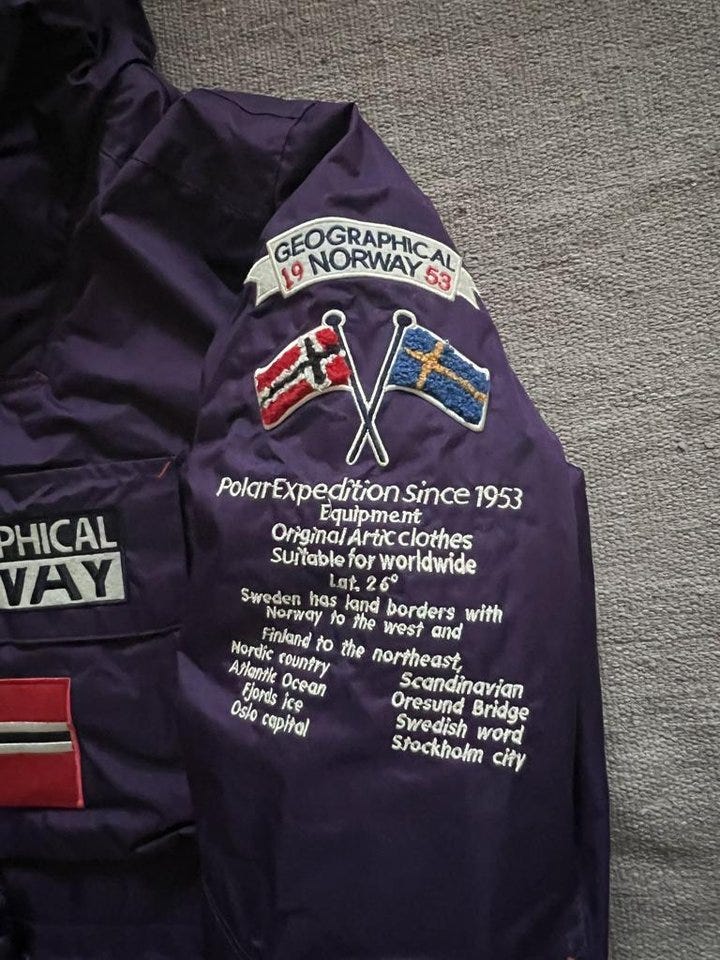 GEOGRAPHICAL
19 NORWAY 53
Polar Expedition Since 1953
Equipment
Original Artic clothes
Suitable for worldwide
Lat. 26°
Sweden has land borders with
Norway to the west and
Finland to the northeast,
Nordic country
Atlantic Ocean
Fjords ice
Oslo capital
Scandinavian
Oresund Bridge
Swedish word
Stockholm city
PHICAL
WAY